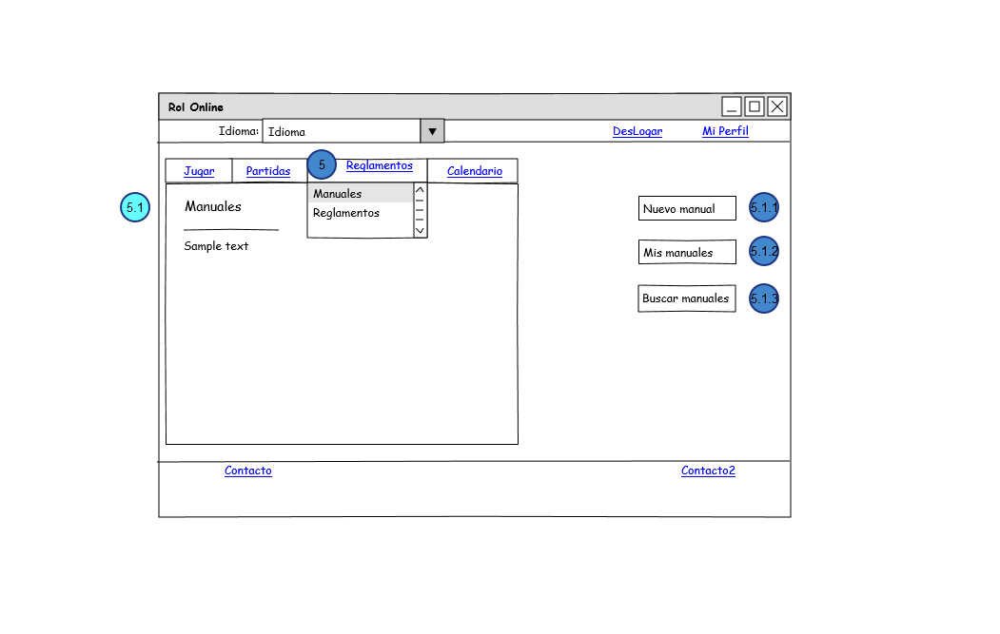 Rol Online
Idioma: Idioma
DesLogar Mi Perfil
Jugar Partidas 5 Reglamentos Calendario
Manuales
Reglamentos
5.1
Manuales
Sample text
Nuevo manual 5.1.1
Mis manuales 5.1.2
Buscar manuales 5.1.3
Contacto Contacto2